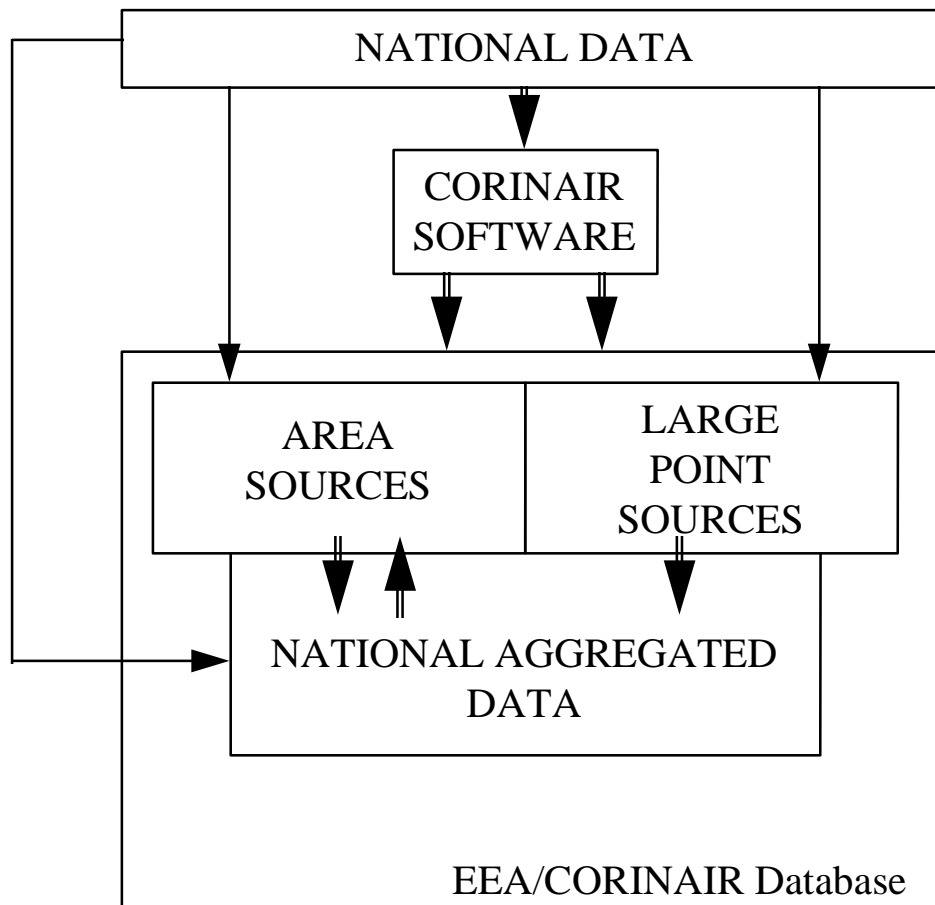 NATIONAL DATA
CORINAIR
SOFTWARE
AREA
SOURCES
LARGE
POINT
SOURCES
NATIONAL AGGREGATED
DATA
EEA/CORINAIR Database